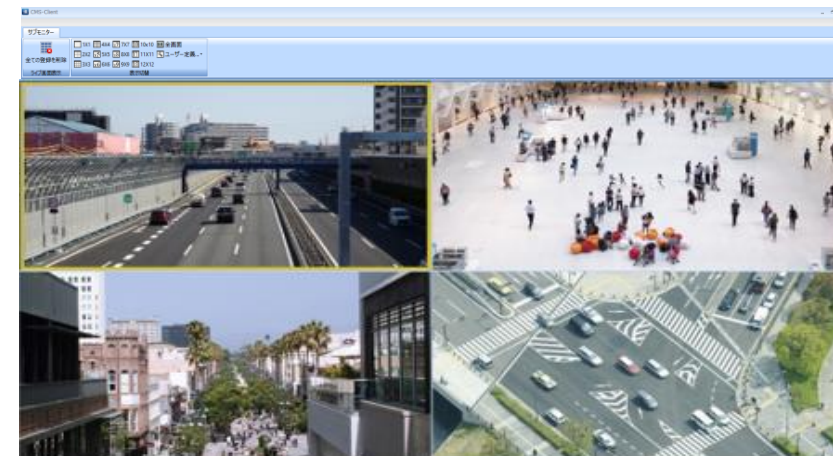 CMS-Client
サブモニター
1X1 4X4 7X7 10x10 全画面
2X2 5X5 8X8 11X11 ユーザー定義...
全ての登録を削除
3X3 6X6 9X9 12X12
ライブ画面表示 表示切替